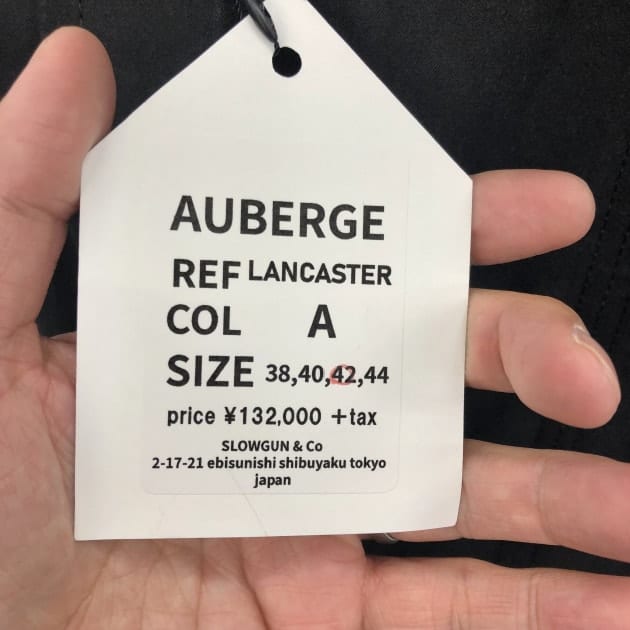 AUBERGE
REF LANCASTER
COL A
SIZE 38,40,42,44
price ¥132,000 +tax
SLOWGUN & Co
2-17-21 ebisunishi shibuyaku tokyo
japan